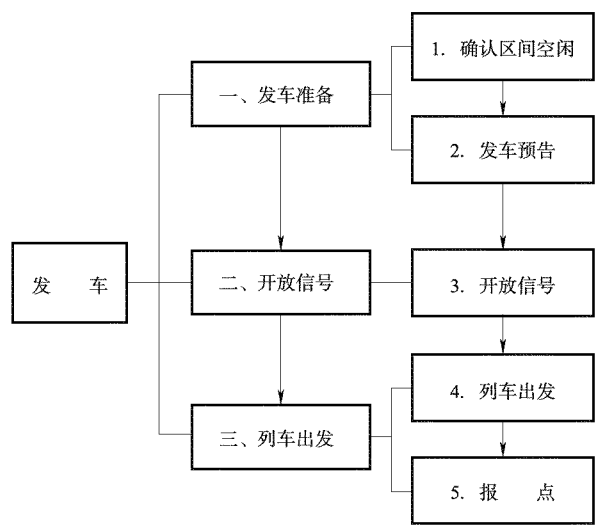 发 车
一、发车准备
二、开放信号
三、列车出发
1. 确认区间空闲
2. 发车预告
3. 开放信号
4. 列车出发
5. 报 点